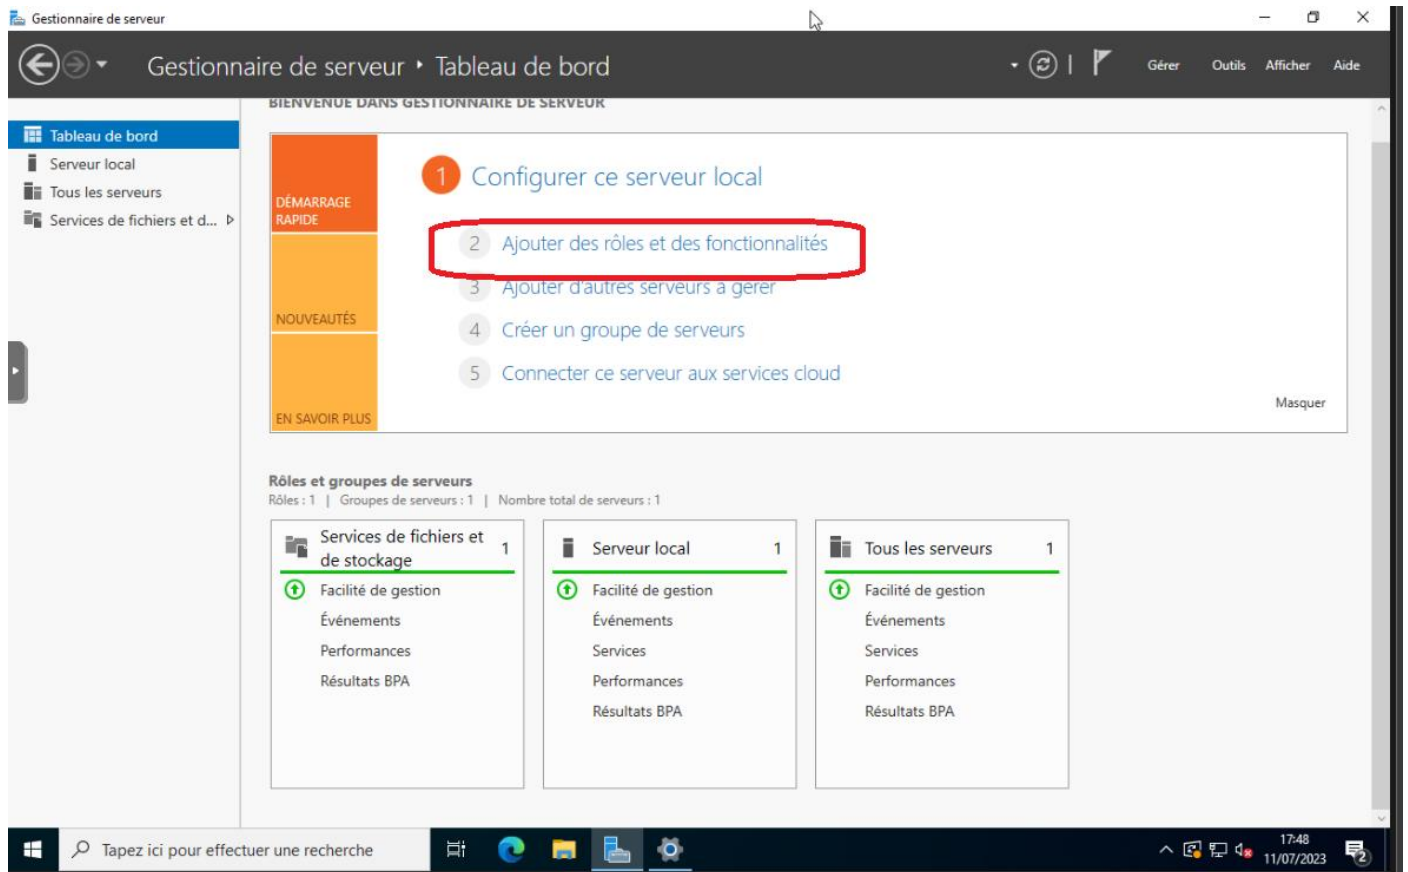 Gestionnaire de serveur
Gestionnaire de serveur ‣ Tableau de bord
Gérer Outils Afficher Aide
BIENVENUE DANS GESTIONNAIRE DE SERVEUR
Tableau de bord
Serveur local
Tous les serveurs
Services de fichiers et d...
DÉMARRAGE
RAPIDE
NOUVEAUTÉS
EN SAVOIR PLUS
1 Configurer ce serveur local
2 Ajouter des rôles et des fonctionnalités
3 Ajouter d'autres serveurs à gérer
4 Créer un groupe de serveurs
5 Connecter ce serveur aux services cloud
Masquer
Rôles et groupes de serveurs
Rôles : 1 | Groupes de serveurs : 1 | Nombre total de serveurs : 1
Services de fichiers et
de stockage
1
Facilité de gestion
Événements
Performances
Résultats BPA
Serveur local 1
Facilité de gestion
Événements
Services
Performances
Résultats BPA
Tous les serveurs 1
Facilité de gestion
Événements
Services
Performances
Résultats BPA
Tapez ici pour effectuer une recherche
17:48
11/07/2023
2